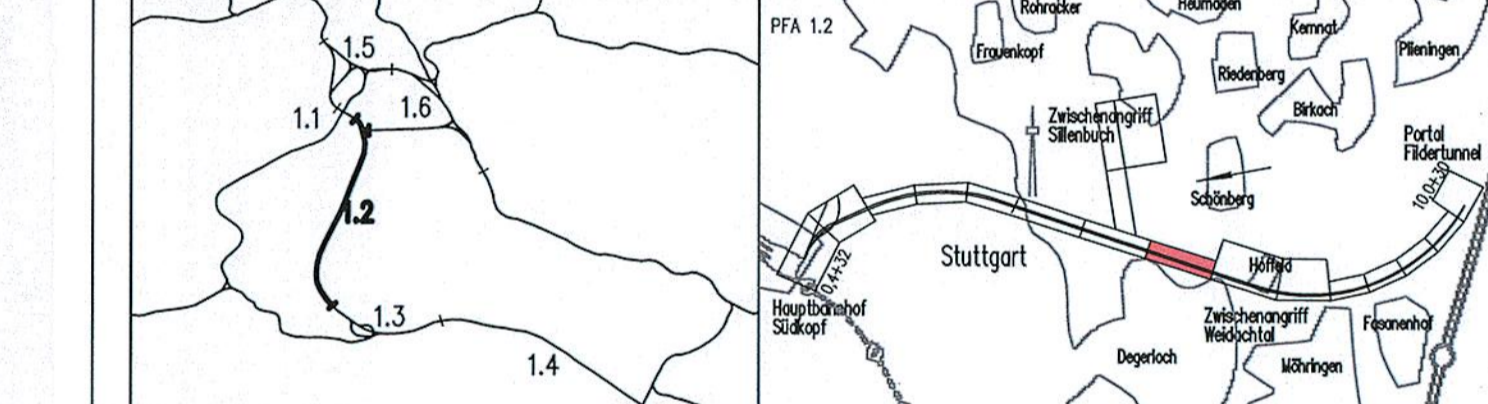 1.5
1.6
1.1
1.2
1.3
1.4
PFA 1.2
Rohracker
Heumaden
Kemnat
Frauenkopf
Plieningen
Riedenberg
Birkach
Zwischenangriff
Sillenbuch
Portal
Fildertunnel
Schönberg
10,0+30
Stuttgart
Hoffeld
0,4+32
Hauptbahnhof
Südkopf
Zwischenangriff
Weidachtal
Fasanenhof
Degerloch
Möhringen